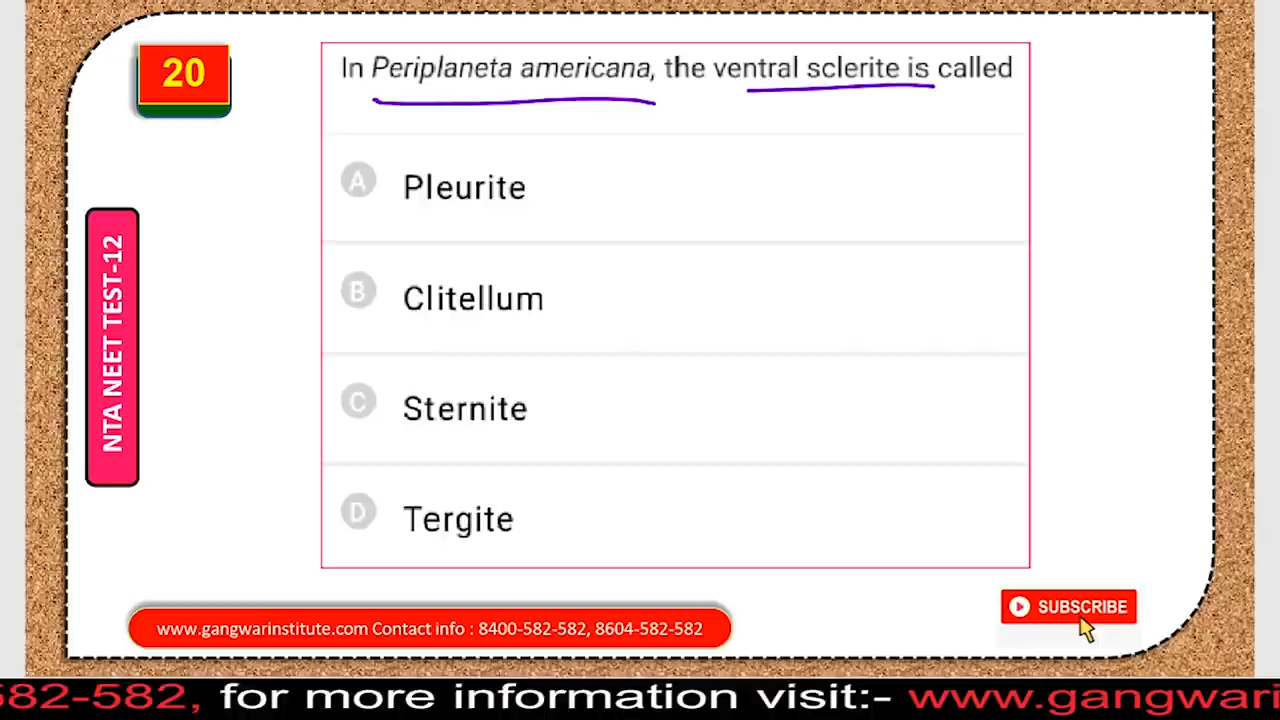 20
In Periplaneta americana, the ventral sclerite is called
A Pleurite
B Clitellum
C Sternite
D Tergite
NTA NEET TEST-12
www.gangwarinstitute.com Contact info : 8400-582-582, 8604-582-582
SUBSCRIBE
582-582, for more information visit:- www.gangwari